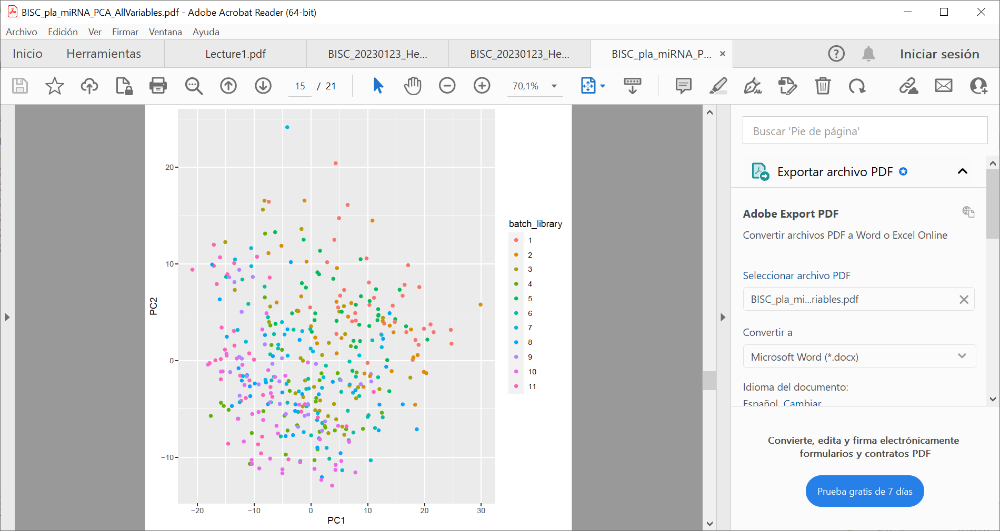 BISC_pla_miRNA_PCA_AllVariables.pdf - Adobe Acrobat Reader (64-bit)
Archivo Edición Ver Firmar Ventana Ayuda
Inicio Herramientas Lecture1.pdf BISC_20230123_He... BISC_20230123_He... BISC_pla_miRNA_P... × Iniciar sesión
15 / 21 70,1%
PC2
20
10
0
−10
−20 −10 0 10 20 30
PC1
batch_library
1
2
3
4
5
6
7
8
9
10
11
Buscar 'Pie de página'
Exportar archivo PDF
Adobe Export PDF
Convertir archivos PDF a Word o Excel Online
Seleccionar archivo PDF
BISC_pla_mi...riables.pdf
Convertir a
Microsoft Word (*.docx)
Idioma del documento:
Español Cambiar
Convierte, edita y firma electrónicamente
formularios y contratos PDF
Prueba gratis de 7 días